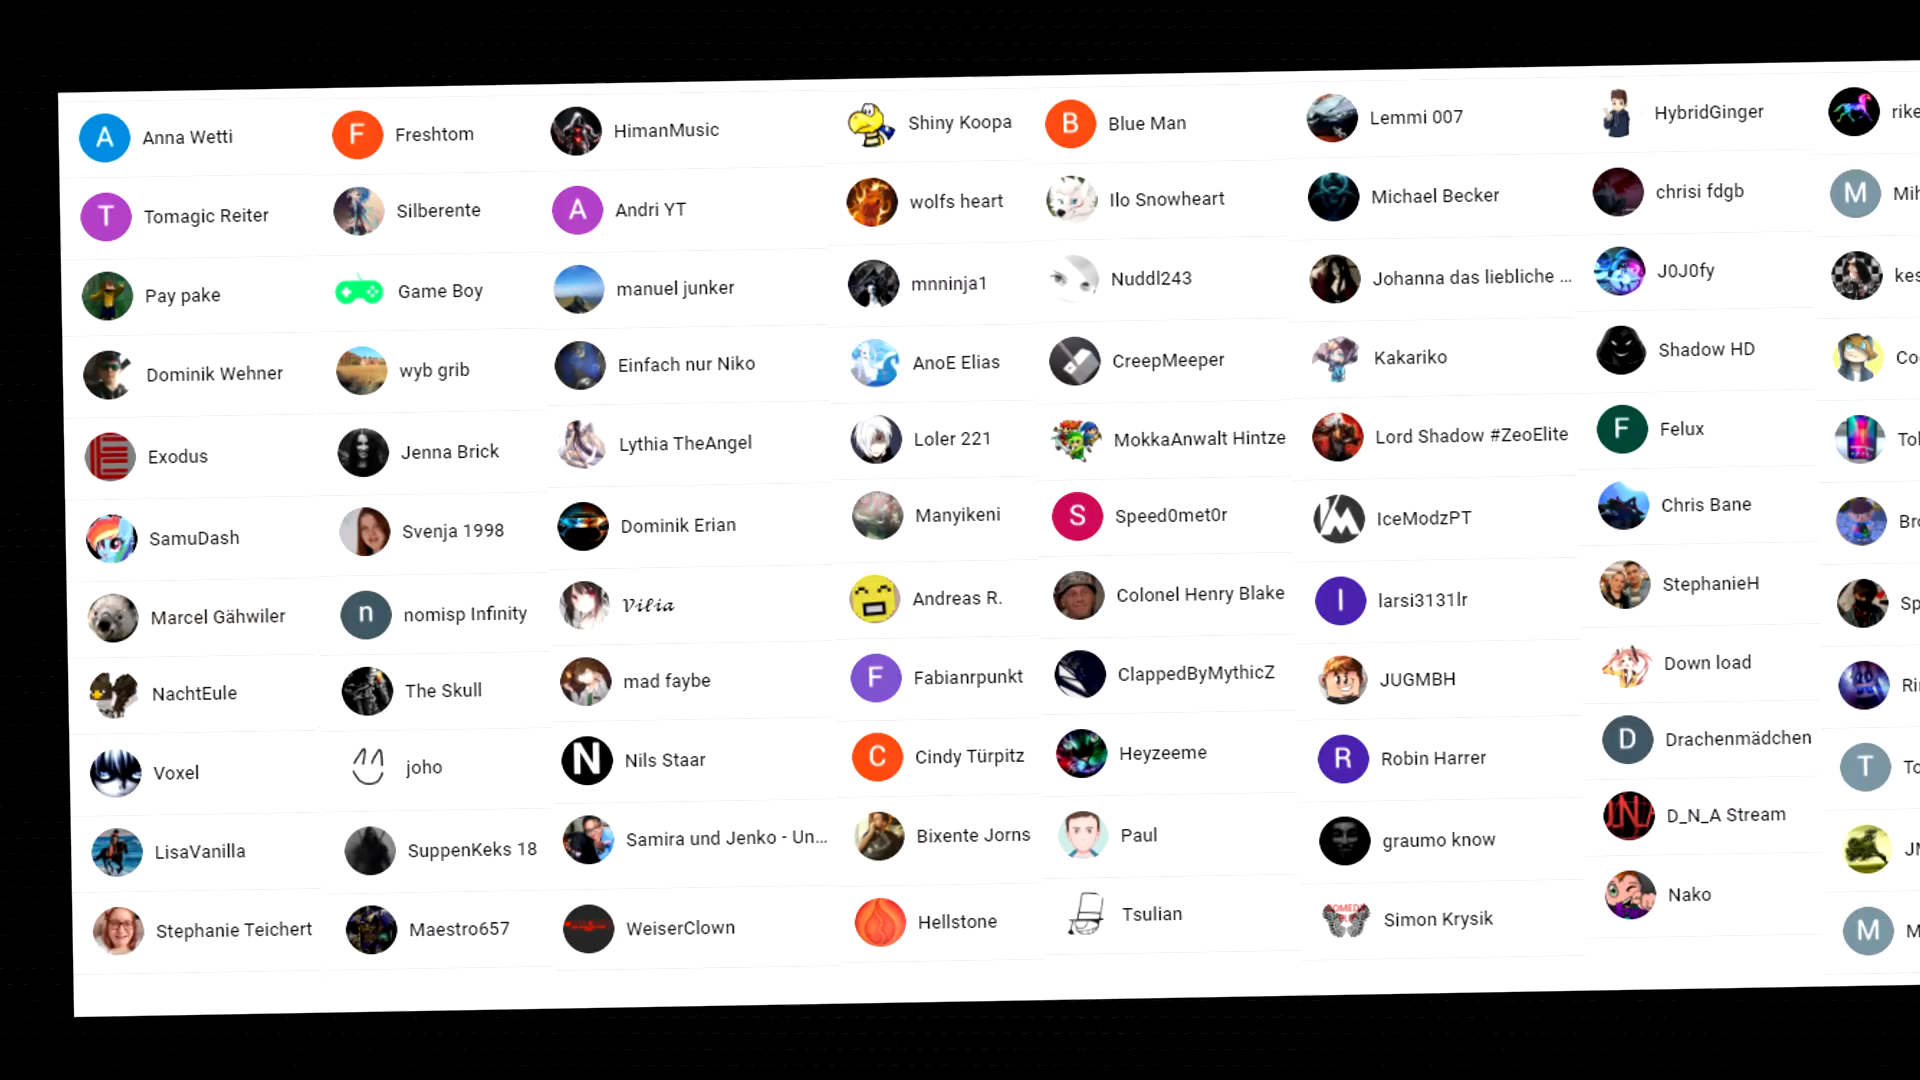 Anna Wetti
Tomagic Reiter
Pay pake
Dominik Wehner
Exodus
SamuDash
Marcel Gähwiler
NachtEule
Voxel
LisaVanilla
Stephanie Teichert
Freshtom
Silberente
Game Boy
wyb grib
Jenna Brick
Svenja 1998
nomisp Infinity
The Skull
joho
SuppenKeks 18
Maestro657
HimanMusic
Andri YT
manuel junker
Einfach nur Niko
Lythia TheAngel
Dominik Erian
𝓥𝓲𝓵𝓲𝓪
mad faybe
Nils Staar
Samira und Jenko - Un...
WeiserClown
Shiny Koopa
wolfs heart
mnninja1
AnoE Elias
Loler 221
Manyikeni
Andreas R.
Fabianrpunkt
Cindy Türpitz
Bixente Jorns
Hellstone
Blue Man
Ilo Snowheart
Nuddl243
CreepMeeper
MokkaAnwalt Hintze
Speed0met0r
Colonel Henry Blake
ClappedByMythicZ
Heyzeeme
Paul
Tsulian
Lemmi 007
Michael Becker
Johanna das liebliche ...
Kakariko
Lord Shadow #ZeoElite
IceModzPT
larsi3131lr
JUGMBH
Robin Harrer
graumo know
Simon Krysik
HybridGinger
chrisi fdgb
J0J0fy
Shadow HD
Felux
Chris Bane
StephanieH
Down load
Drachenmädchen
D_N_A Stream
Nako